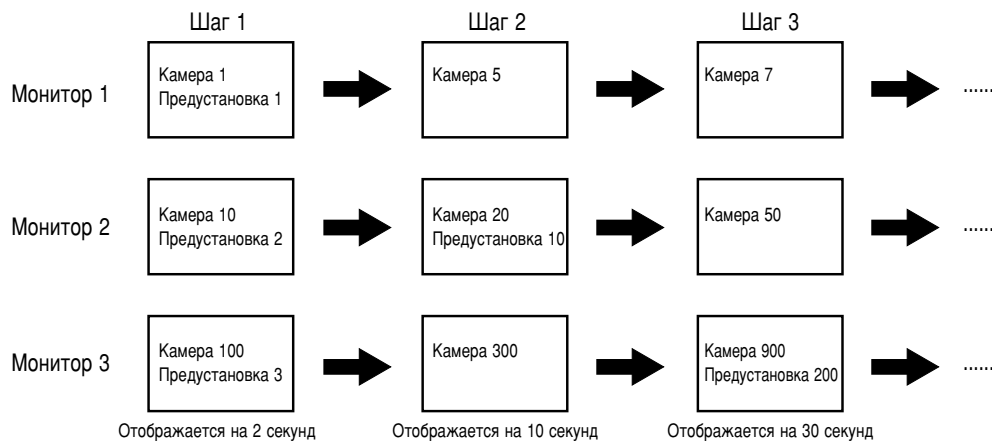 Шаг 1
Шаг 2
Шаг 3
Монитор 1
Камера 1
Предустановка 1
Камера 5
Камера 7
......
Монитор 2
Камера 10
Предустановка 2
Камера 20
Предустановка 10
Камера 50
......
Монитор 3
Камера 100
Предустановка 3
Камера 300
Камера 900
Предустановка 200
......
Отображается на 2 секунд
Отображается на 10 секунд
Отображается на 30 секунд